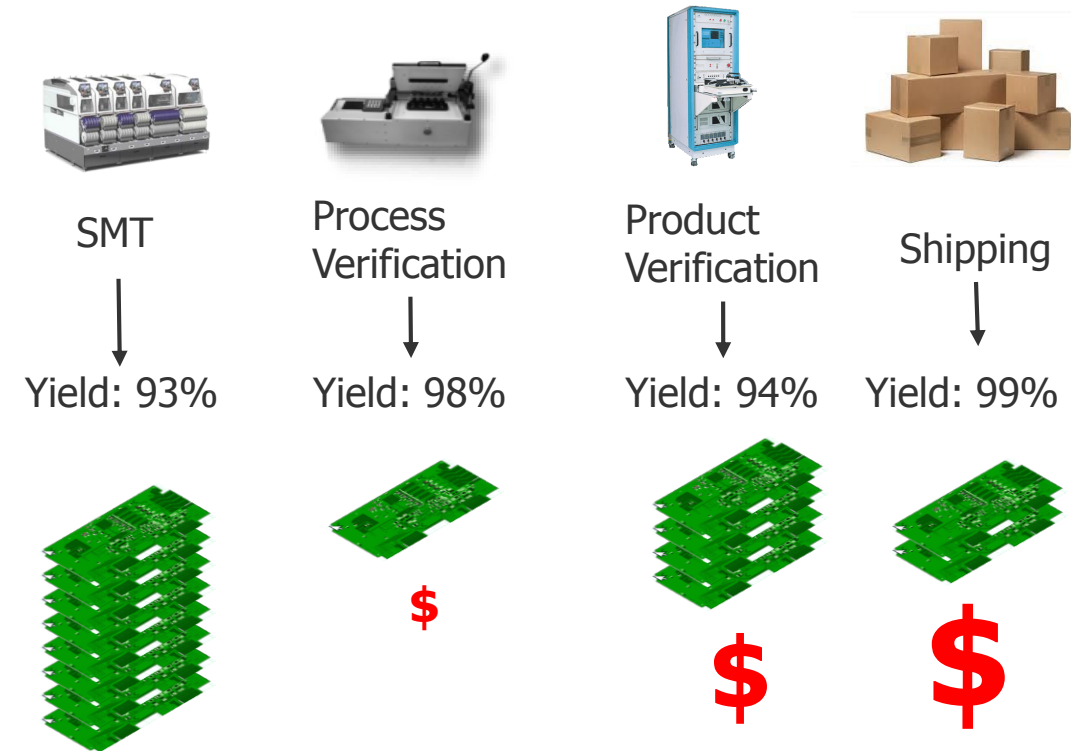 SMT
Process
Verification
Product
Verification
Shipping
Yield: 93%
Yield: 98%
Yield: 94%
Yield: 99%
$
$
$